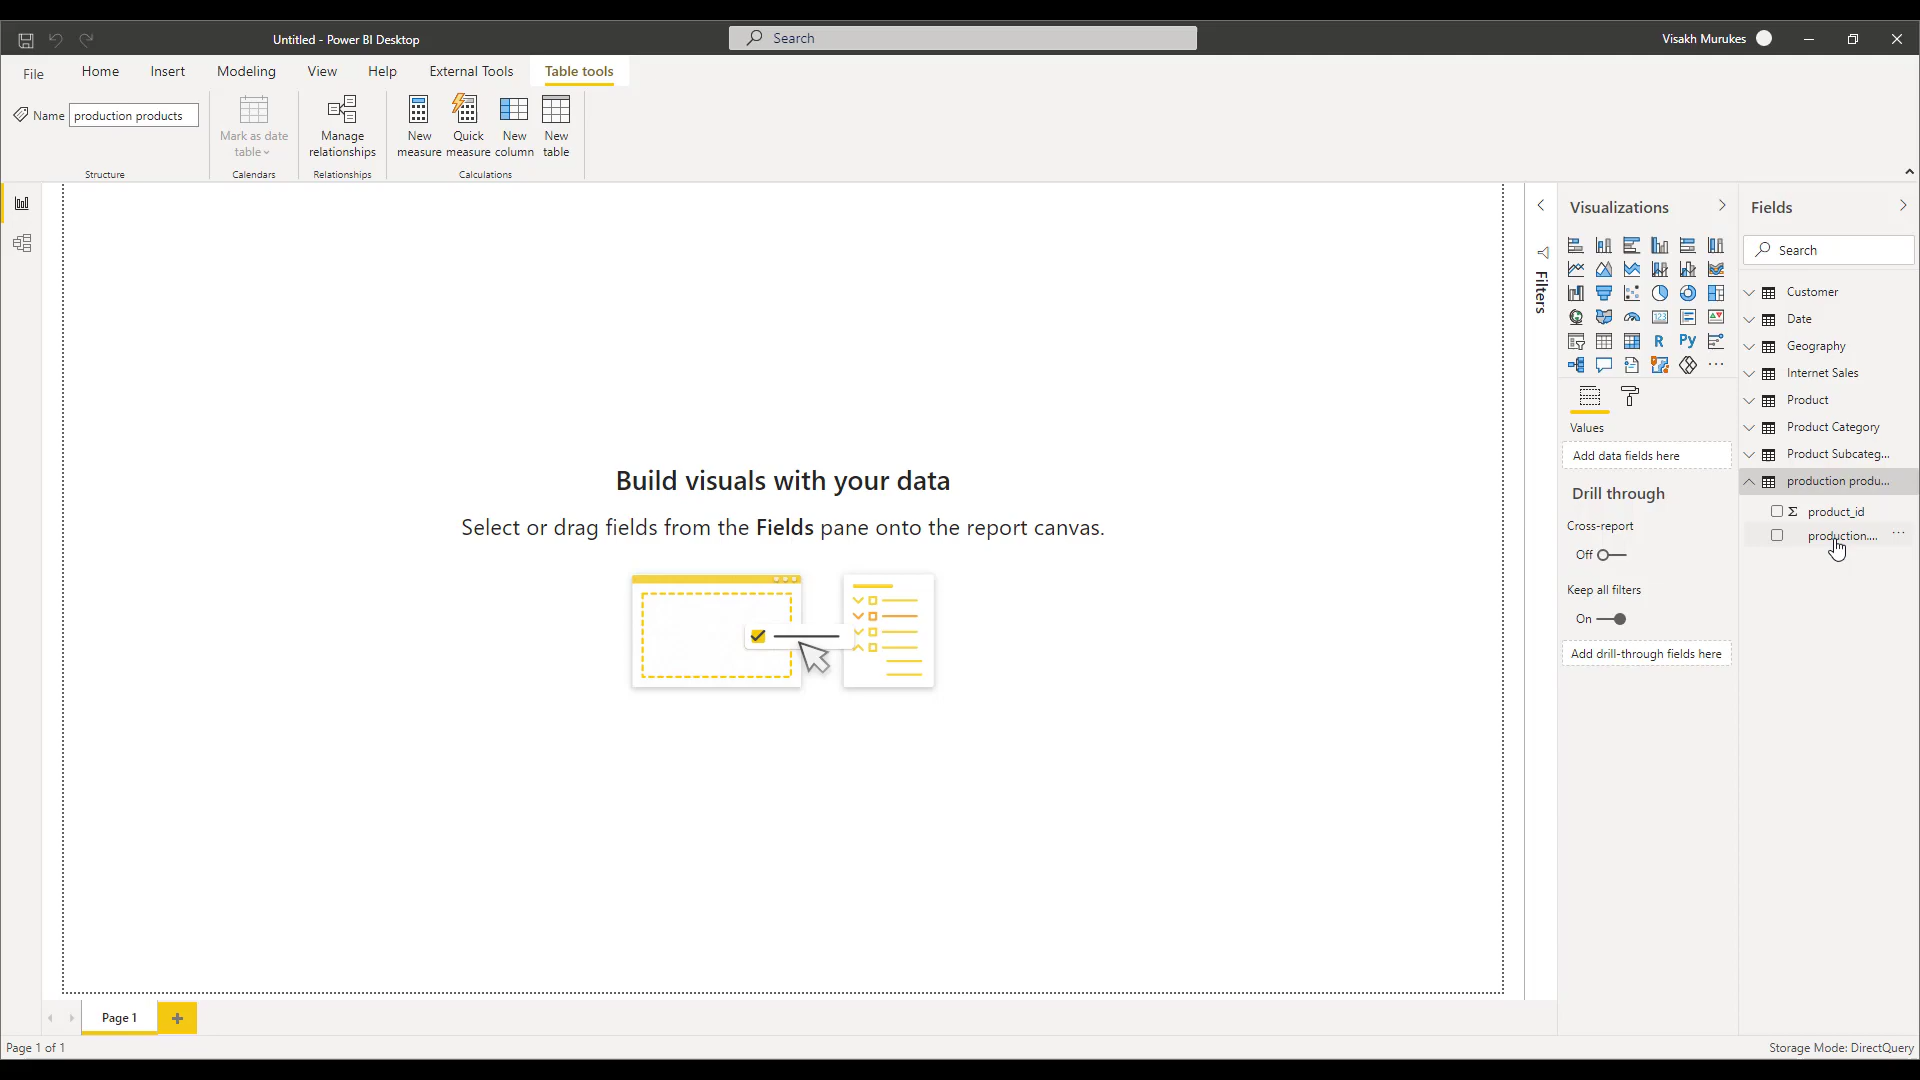 Untitled - Power BI Desktop
Search
Visakh Murukes
File
Home
Insert
Modeling
View
Help
External Tools
Table tools
Name
production products
Mark as date
table
Manage
relationships
New
measure
Quick
measure
New
column
New
table
Structure
Calendars
Relationships
Calculations
Build visuals with your data
Select or drag fields from the Fields pane onto the report canvas.
Filters
Visualizations
123
R
Py
Values
Add data fields here
Drill through
Cross-report
Off
Keep all filters
On
Add drill-through fields here
Fields
Search
Customer
Date
Geography
Internet Sales
Product
Product Category
Product Subcateg...
production produ...
Σ product_id
production....
Page 1
Page 1 of 1
Storage Mode: DirectQuery